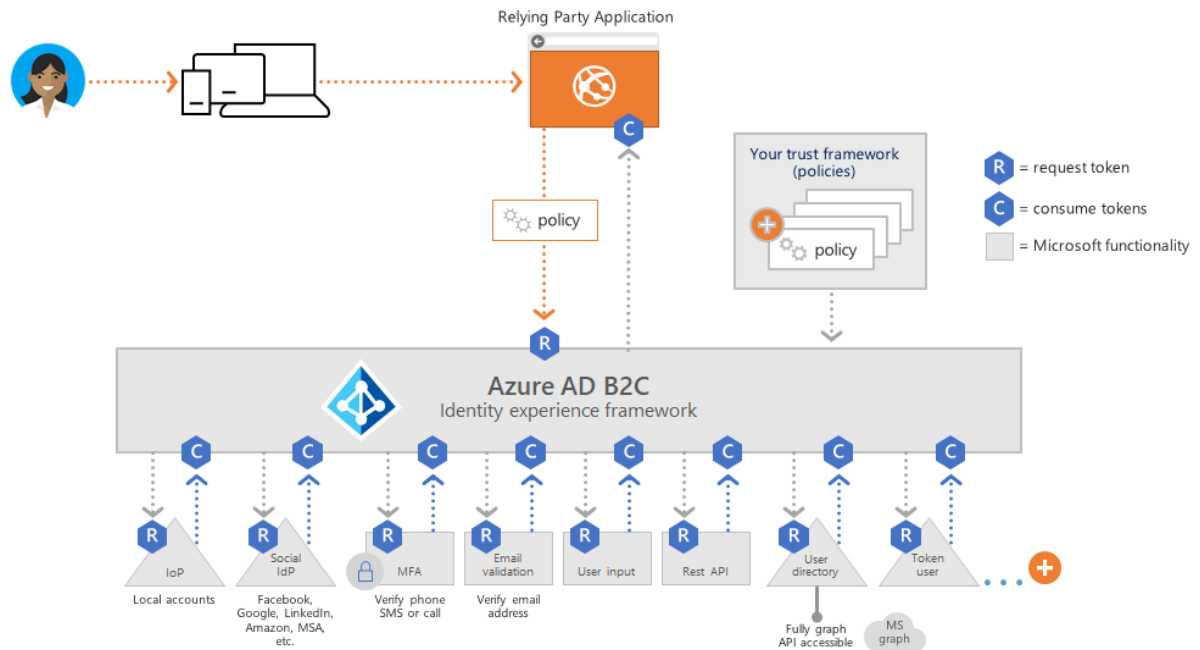 Relying Party Application
C
Your trust framework
(policies)
policy
R = request token
C = consume tokens
= Microsoft functionality
policy
R
Azure AD B2C
Identity experience framework
C
C
C
C
C
C
C
C
R
R
R
R
R
R
R
R
IoP
Social
IdP
MFA
Email
validation
User input
Rest API
User
directory
Token
user
Local accounts
Facebook,
Google, LinkedIn,
Amazon, MSA,
etc.
Verify phone
SMS or call
Verify email
address
Fully graph
API accessible
MS
graph